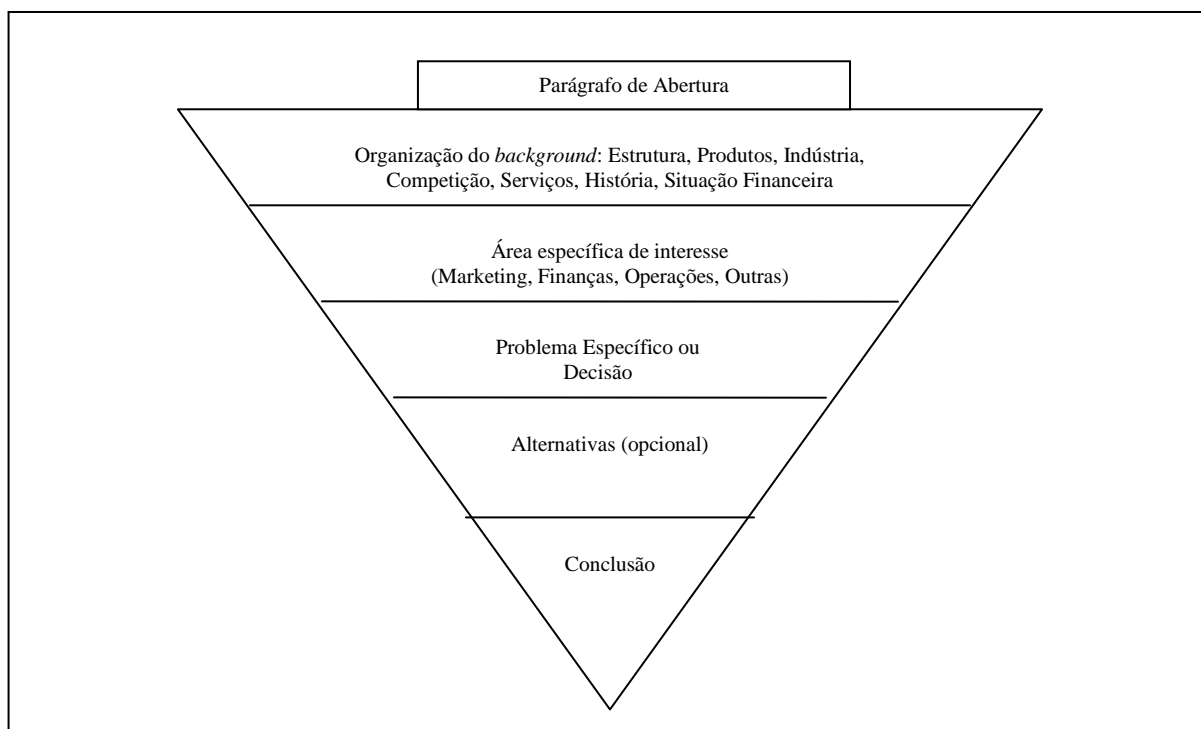 Parágrafo de Abertura
Organização do background: Estrutura, Produtos, Indústria,
Competição, Serviços, História, Situação Financeira
Área específica de interesse
(Marketing, Finanças, Operações, Outras)
Problema Específico ou
Decisão
Alternativas (opcional)
Conclusão